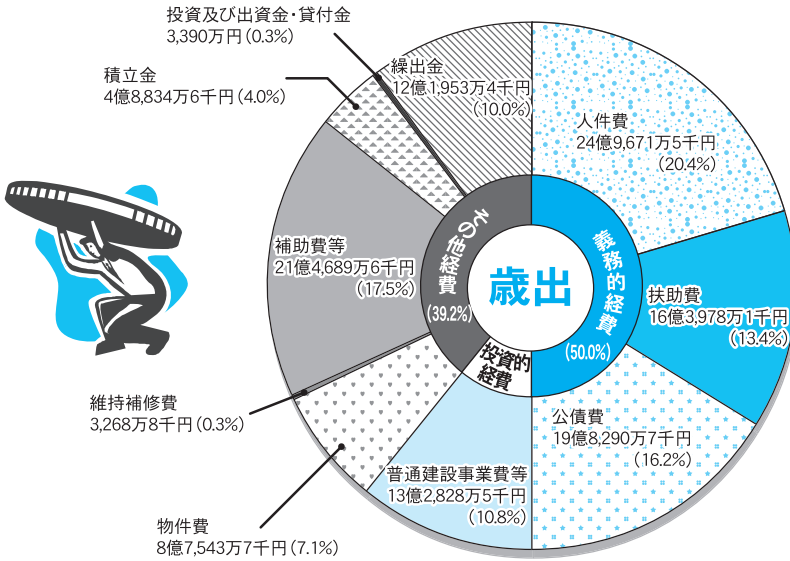 投資及び出資金・貸付金
3,390万円(0.3%)
積立金
4億8,834万6千円(4.0%)
繰出金
12億1,953万4千円
(10.0%)
人件費
24億9,671万5千円
(20.4%)
補助費等
21億4,689万6千円
(17.5%)
その他経費
(39.2%)
歳出
義務的経費
(50.0%)
扶助費
16億3,978万1千円
(13.4%)
投資的
経費
維持補修費
3,268万8千円(0.3%)
公債費
19億8,290万7千円
(16.2%)
普通建設事業費等
13億2,828万5千円
(10.8%)
物件費
8億7,543万7千円(7.1%)